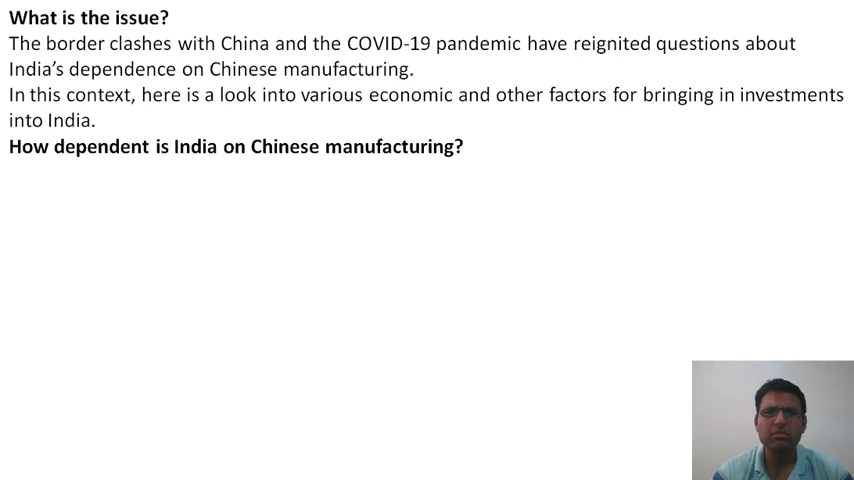 What is the issue?
The border clashes with China and the COVID-19 pandemic have reignited questions about
India’s dependence on Chinese manufacturing.
In this context, here is a look into various economic and other factors for bringing in investments
into India.
How dependent is India on Chinese manufacturing?